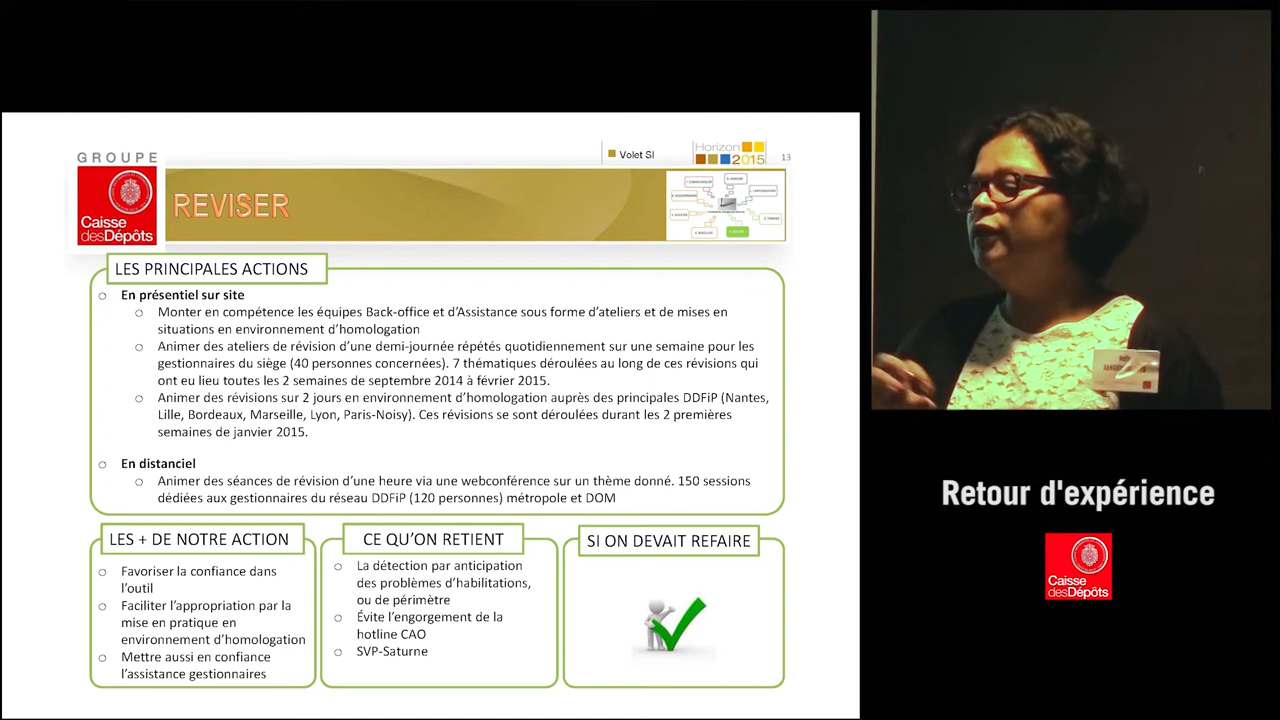 GROUPE
Caisse
desDépôts
Volet SI
Horizon
2015
13
REVISER
LES PRINCIPALES ACTIONS
En présentiel sur site
Monter en compétence les équipes Back-office et d’Assistance sous forme d’ateliers et de mises en
situations en environnement d’homologation
Animer des ateliers de révision d’une demi-journée répétés quotidiennement sur une semaine pour les
gestionnaires du siège (40 personnes concernées). 7 thématiques déroulées au long de ces révisions qui
ont eu lieu toutes les 2 semaines de septembre 2014 à février 2015.
Animer des révisions sur 2 jours en environnement d’homologation auprès des principales DDFiP (Nantes,
Lille, Bordeaux, Marseille, Lyon, Paris-Noisy). Ces révisions se sont déroulées durant les 2 premières
semaines de janvier 2015.
En distanciel
Animer des séances de révision d’une heure via une webconférence sur un thème donné. 150 sessions
dédiées aux gestionnaires du réseau DDFiP (120 personnes) métropole et DOM
LES + DE NOTRE ACTION
Favoriser la confiance dans
l’outil
Faciliter l’appropriation par la
mise en pratique en
environnement d’homologation
Mettre aussi en confiance
l’assistance gestionnaires
CE QU’ON RETIENT
La détection par anticipation
des problèmes d’habilitations,
ou de périmètre
Évite l’engorgement de la
hotline CAO
SVP-Saturne
SI ON DEVAIT REFAIRE
Retour d'expérience
Caisse
desDépôts